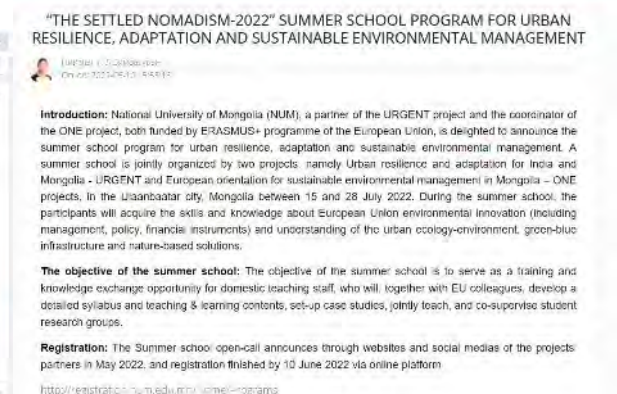 "THE SETTLED NOMADISM-2022" SUMMER SCHOOL PROGRAM FOR URBAN
RESILIENCE, ADAPTATION AND SUSTAINABLE ENVIRONMENTAL MANAGEMENT
Introduction: National University of Mongolia (NUM), a partner of the URGENT project and the coordinator of
the ONE project, both funded by ERASMUS+ programme of the European Union, is delighted to announce the
summer school program for urban resilience, adaptation and sustainable environmental management. A
summer school is jointly organized by two projects, namely Urban resilience and adaptation for India and
Mongolia - URGENT and European orientation for sustainable environmental management in Mongolia – ONE
projects, in the Ulaanbaatar city, Mongolia between 15 and 28 July 2022. During the summer school, the
participants will acquire the skills and knowledge about European Union environmental innovation (including
management, policy, financial instruments) and understanding of the urban ecology-environment, green-blue
infrastructure and nature-based solutions.
The objective of the summer school: The objective of the summer school is to serve as a training and
knowledge exchange opportunity for domestic teaching staff, who will, together with EU colleagues, develop a
detailed syllabus and teaching & learning contents, set-up case studies, jointly teach, and co-supervise student
research groups.
Registration: The Summer school open-call announces through websites and social medias of the projects
partners in May 2022, and registration finished by 10 June 2022 via online platform